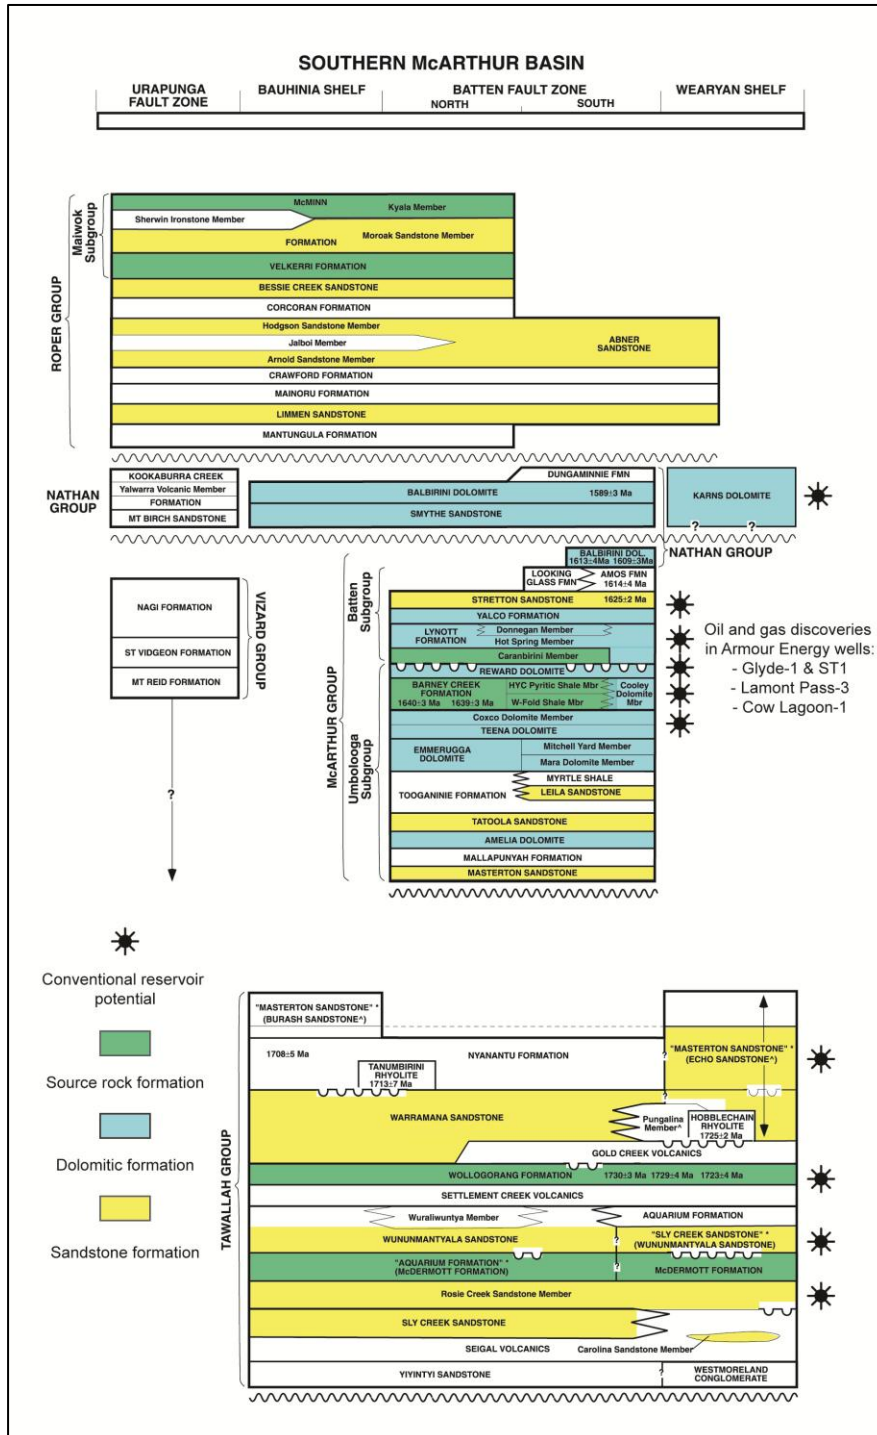 SOUTHERN McARTHUR BASIN
URAPUNGA
FAULT ZONE
BAUHINIA SHELF
BATTEN FAULT ZONE
NORTH
SOUTH
WEARYAN SHELF
ROPER GROUP
Maiwok
Subgroup
McMINN
Kyala Member
Sherwin Ironstone Member
Moroak Sandstone Member
FORMATION
VELKERRI FORMATION
BESSIE CREEK SANDSTONE
CORCORAN FORMATION
Hodgson Sandstone Member
Jalboi Member
ABNER
SANDSTONE
Arnold Sandstone Member
CRAWFORD FORMATION
MAINORU FORMATION
LIMMEN SANDSTONE
MANTUNGULA FORMATION
NATHAN
GROUP
KOOKABURRA CREEK
Yalwarra Volcanic Member
FORMATION
MT BIRCH SANDSTONE
DUNGAMINNIE FMN
BALBIRINI DOLOMITE
1589±3 Ma
SMYTHE SANDSTONE
KARNS DOLOMITE
? ?
NATHAN GROUP
NAGI FORMATION
ST VIDGEON FORMATION
MT REID FORMATION
VIZARD GROUP
?
McARTHUR GROUP
Batten
Subgroup
Umbolooga
Subgroup
BALBIRINI DOL.
1613±4Ma 1609±3Ma
LOOKING
GLASS FMN
AMOS FMN
1614±4 Ma
STRETTON SANDSTONE
1625±2 Ma
YALCO FORMATION
LYNOTT
FORMATION
Donnegan Member
Hot Spring Member
Caranbirini Member
REWARD DOLOMITE
BARNEY CREEK
FORMATION
1640±3 Ma 1639±3 Ma
HYC Pyritic Shale Mbr
W-Fold Shale Mbr
Cooley
Dolomite
Mbr
Coxco Dolomite Member
TEENA DOLOMITE
EMMERUGGA
DOLOMITE
Mitchell Yard Member
Mara Dolomite Member
MYRTLE SHALE
TOOGANINIE FORMATION
LEILA SANDSTONE
TATOOLA SANDSTONE
AMELIA DOLOMITE
MALLAPUNYAH FORMATION
MASTERTON SANDSTONE
Oil and gas discoveries
in Armour Energy wells:
- Glyde-1 & ST1
- Lamont Pass-3
- Cow Lagoon-1
Conventional reservoir
potential
Source rock formation
Dolomitic formation
Sandstone formation
TAWALLAH GROUP
"MASTERTON SANDSTONE" *
(BURASH SANDSTONE^)
1708±5 Ma
NYANANTU FORMATION
TANUMBIRINI
RHYOLITE
1713±7 Ma
?
"MASTERTON SANDSTONE" *
(ECHO SANDSTONE^)
WARRAMANA SANDSTONE
?
Pungalina
Member^
HOBBLECHAIN
RHYOLITE
1725±2 Ma
GOLD CREEK VOLCANICS
WOLLOGORANG FORMATION
1730±3 Ma 1729±4 Ma 1723±4 Ma
SETTLEMENT CREEK VOLCANICS
Wuraliwuntya Member
AQUARIUM FORMATION
WUNUNMANTYALA SANDSTONE
"SLY CREEK SANDSTONE" *
(WUNUNMANTYALA SANDSTONE)
"AQUARIUM FORMATION" *
(McDERMOTT FORMATION)
?
McDERMOTT FORMATION
Rosie Creek Sandstone Member
SLY CREEK SANDSTONE
Carolina Sandstone Member
SEIGAL VOLCANICS
YIYINTYI SANDSTONE
?
WESTMORELAND
CONGLOMERATE